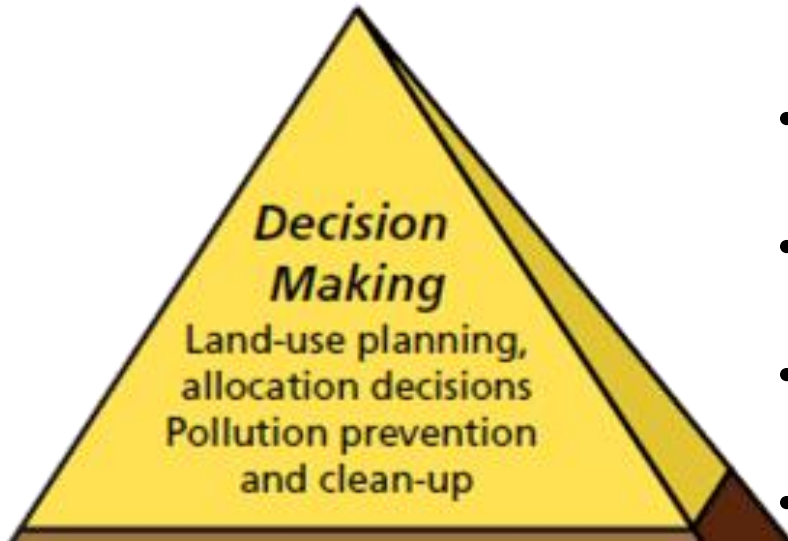 Decision
Making
Land-use planning,
allocation decisions
Pollution prevention
and clean-up